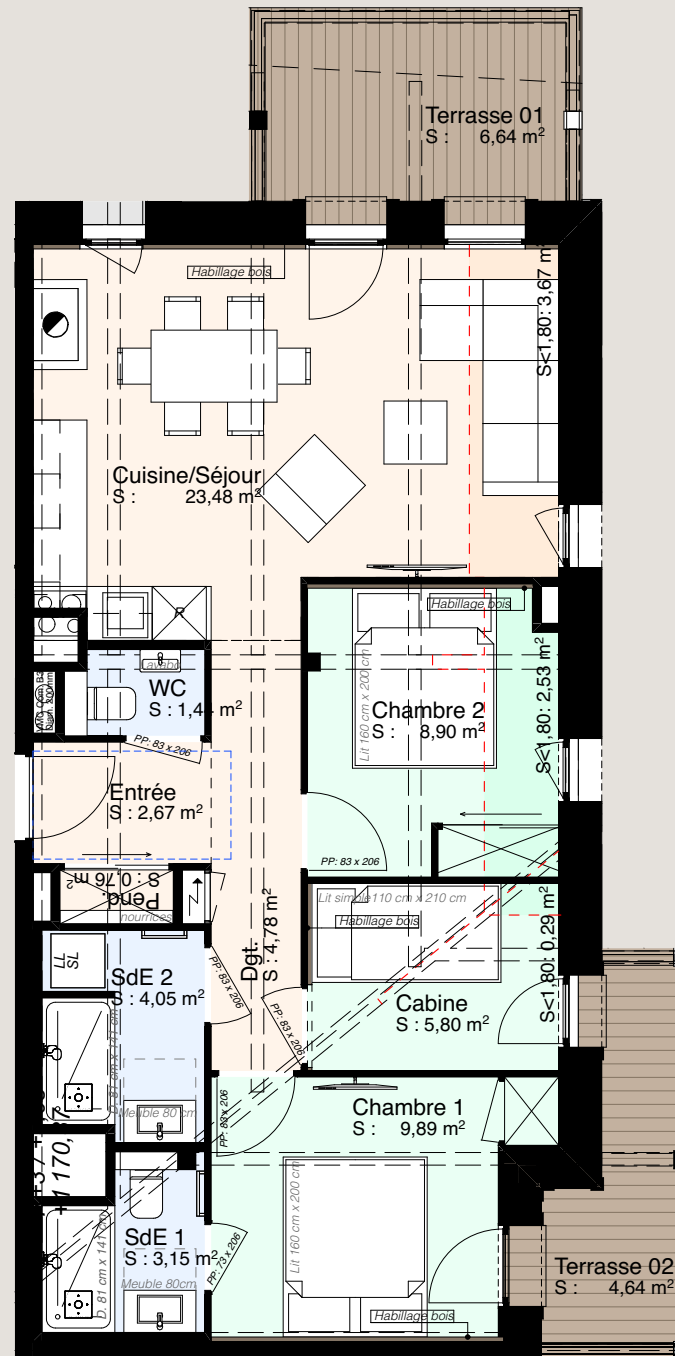 Terrasse 01
S : 6,64 m²
Habillage bois
S<1,80: 3,67 m²
Cuisine/Séjour
S : 23,48 m²
R
Habillage bois
Lavabo
WC
S : 1,44 m²
Lit 160 cm x 200 cm
Chambre 2
S : 8,90 m²
S<1,80: 2,53 m²
PP: 83 x 206
Entrée
S : 2,67 m²
PP: 83 x 206
Pend.
S : 0,76 m²
nourrices
Lit simple110 cm x 210 cm
Habillage bois
Dgt.
S : 4,78 m²
S<1,80: 0,29 m²
LL
SL
SdE 2
S : 4,05 m²
PP: 83 x 206
PP: 83 x 206
Cabine
S : 5,80 m²
D. 81 cm x 141 cm
Meuble 80 cm
PP: 83 x 206
Chambre 1
S : 9,89 m²
Lit 160 cm x 200 cm
SdE 1
S : 3,15 m²
D. 81 cm x 141 cm
Meuble 80cm
PP: 73 x 206
Terrasse 02
S : 4,64 m²
Habillage bois